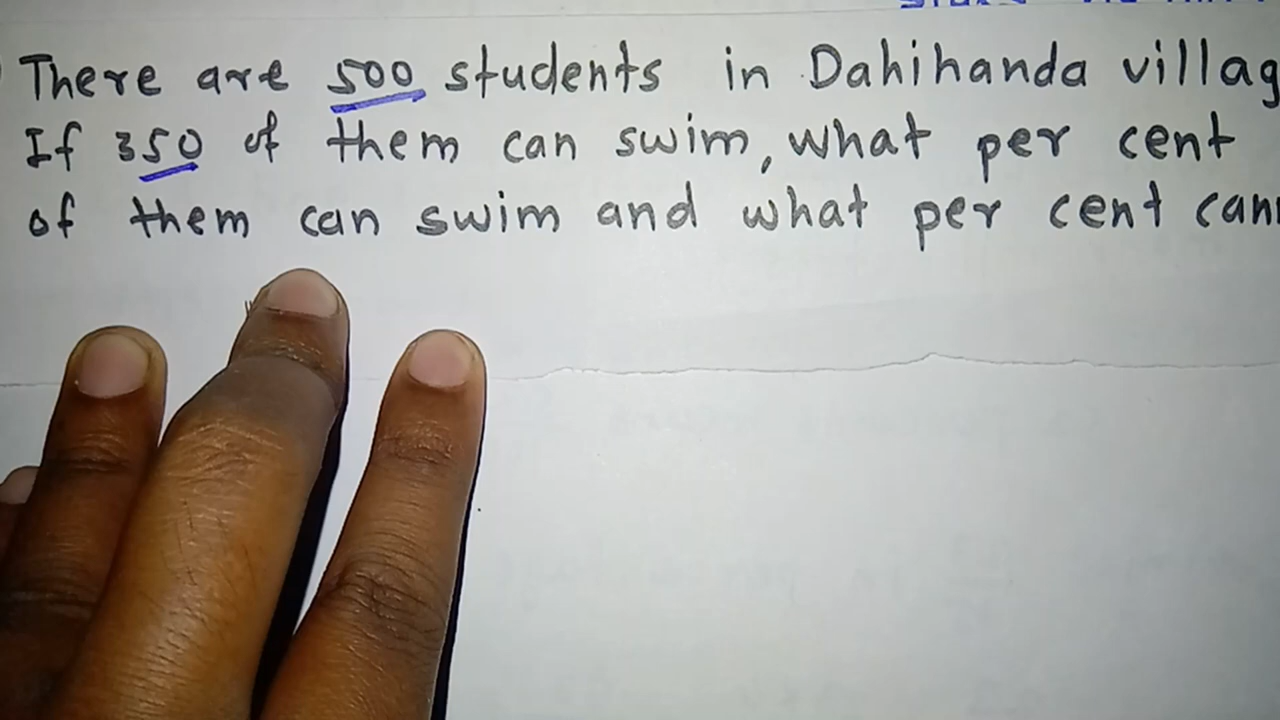 There are 500 students in Dahihanda villag
If 350 of them can swim, what per cent
of them can swim and what per cent can